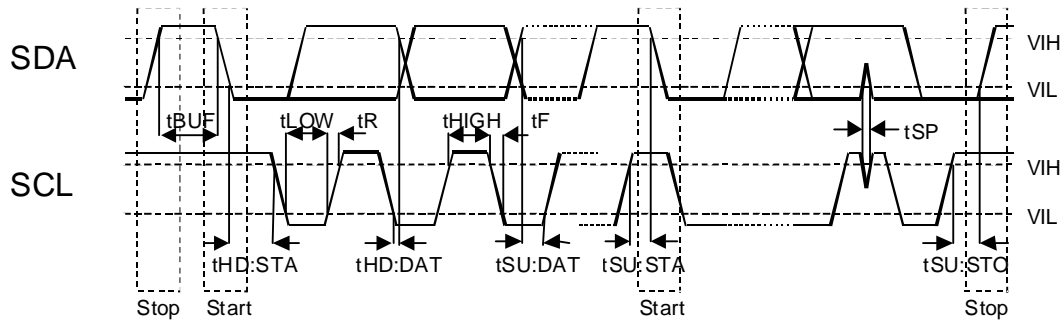 SDA
VIH
VIL
tBUF tLOW tR tHIGH tF
tSP
SCL
VIH
VIL
tHD:STA tHD:DAT tSU:DAT tSU:STA tSU:STO
Stop Start Start Stop